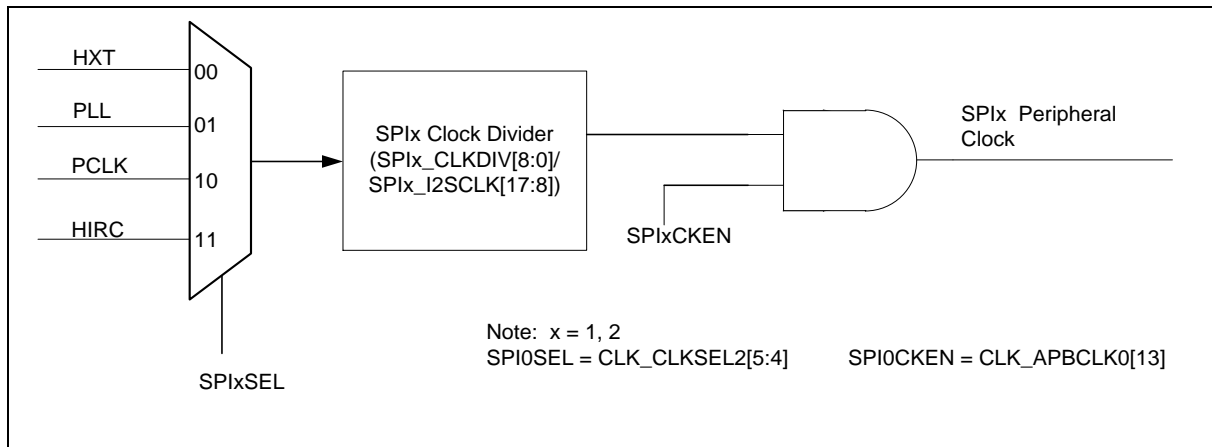 HXT
00
PLL
01
PCLK
10
HIRC
11
SPIxSEL
SPIx Clock Divider
(SPIx_CLKDIV[8:0]/
SPIx_I2SCLK[17:8])
SPIxCKEN
SPIx Peripheral
Clock
Note: x = 1, 2
SPI0SEL = CLK_CLKSEL2[5:4] SPI0CKEN = CLK_APBCLK0[13]